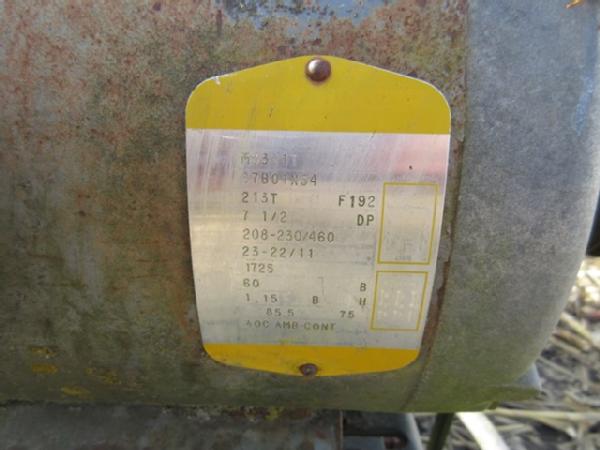 213T F192
7 1/2 DP
208-230/460
23-22/11
1725
60 B
1.15 B H
85.5 75
40C AMB-CONT